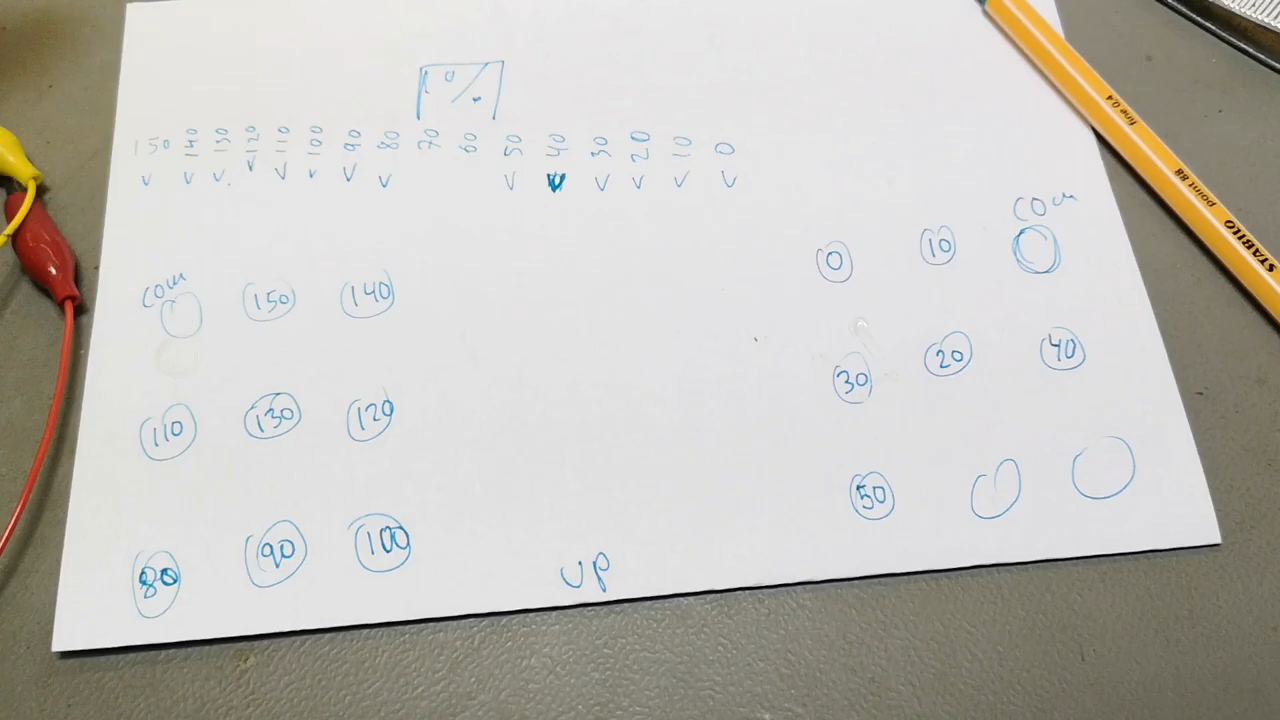 %
150 140 130 120 110 100 90 80 70 60 50 40 30 20 10 0
com 150 140
110 130 120
80 90 100
com
0 10
30 20 40
50
UP
STABILO point 88 fine 0,4